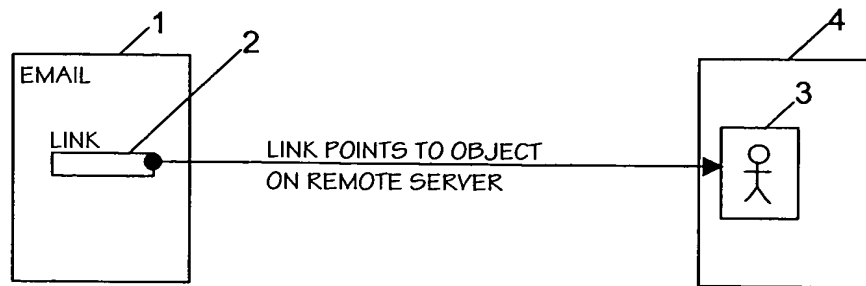 1
2
4
EMAIL
3
LINK
LINK POINTS TO OBJECT
ON REMOTE SERVER